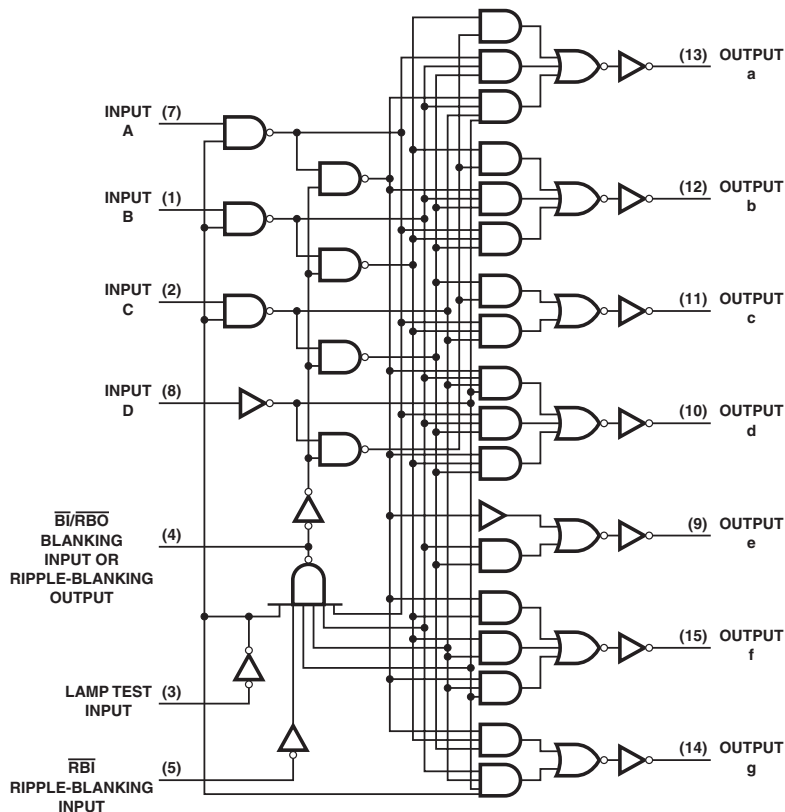 (13) OUTPUT
a
INPUT (7)
A
INPUT (1)
B
(12) OUTPUT
b
INPUT (2)
C
(11) OUTPUT
c
INPUT (8)
D
(10) OUTPUT
d
BI/RBO (4)
BLANKING
INPUT OR
RIPPLE-BLANKING
OUTPUT
(9) OUTPUT
e
(15) OUTPUT
f
LAMP TEST (3)
INPUT
RBI (5)
RIPPLE-BLANKING
INPUT
(14) OUTPUT
g